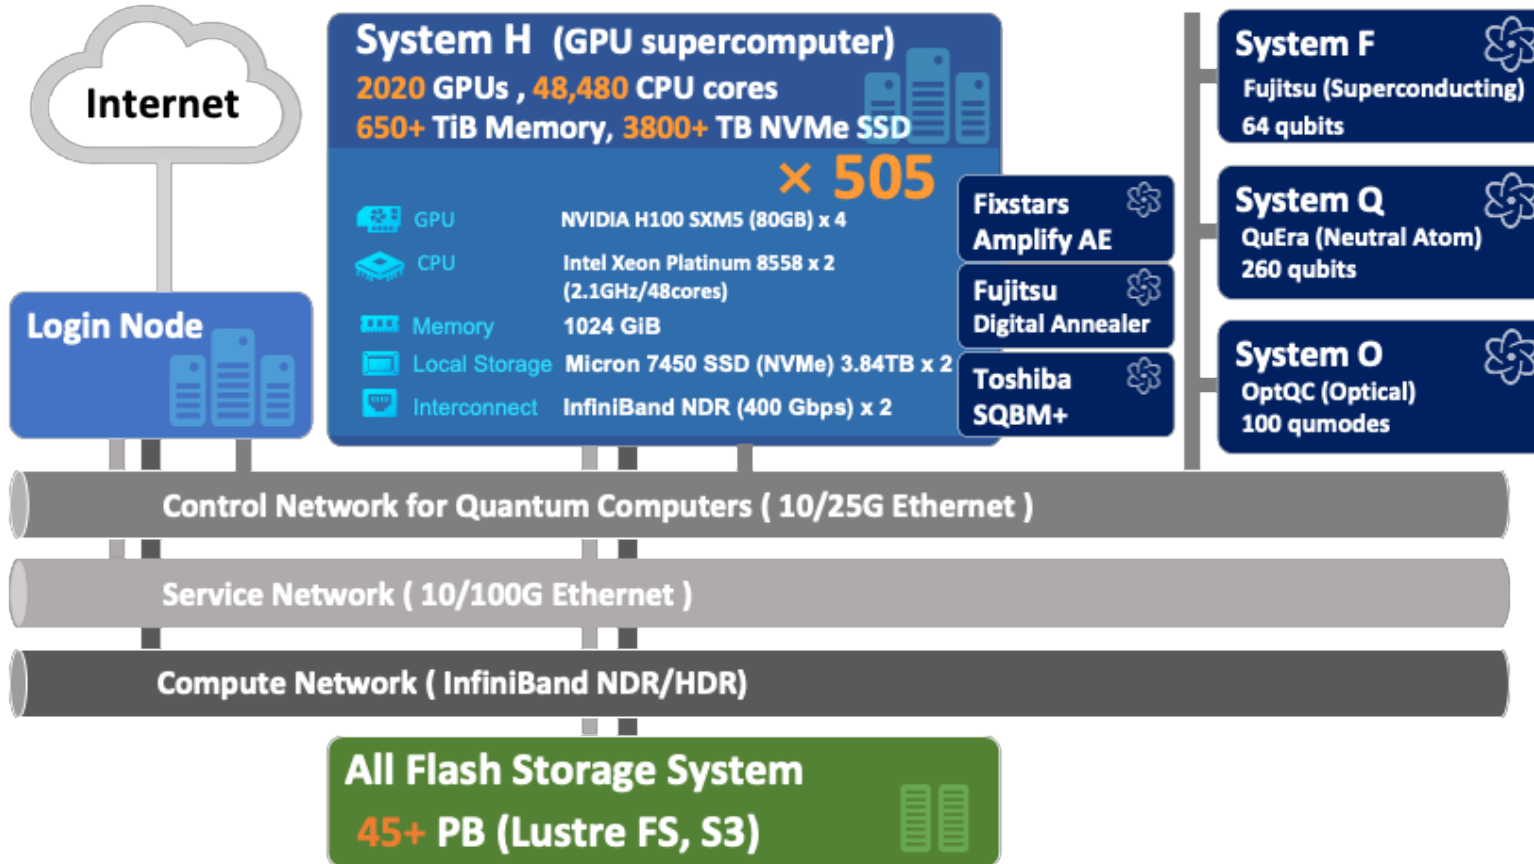 Internet
Login Node
System H (GPU supercomputer)
2020 GPUs , 48,480 CPU cores
650+ TiB Memory, 3800+ TB NVMe SSD
× 505
GPU NVIDIA H100 SXM5 (80GB) x 4
CPU Intel Xeon Platinum 8558 x 2
(2.1GHz/48cores)
Memory 1024 GiB
Local Storage Micron 7450 SSD (NVMe) 3.84TB x 2
Interconnect InfiniBand NDR (400 Gbps) x 2
Fixstars
Amplify AE
Fujitsu
Digital Annealer
Toshiba
SQBM+
System F
Fujitsu (Superconducting)
64 qubits
System Q
QuEra (Neutral Atom)
260 qubits
System O
OptQC (Optical)
100 qumodes
Control Network for Quantum Computers ( 10/25G Ethernet )
Service Network ( 10/100G Ethernet )
Compute Network ( InfiniBand NDR/HDR)
All Flash Storage System
45+ PB (Lustre FS, S3)